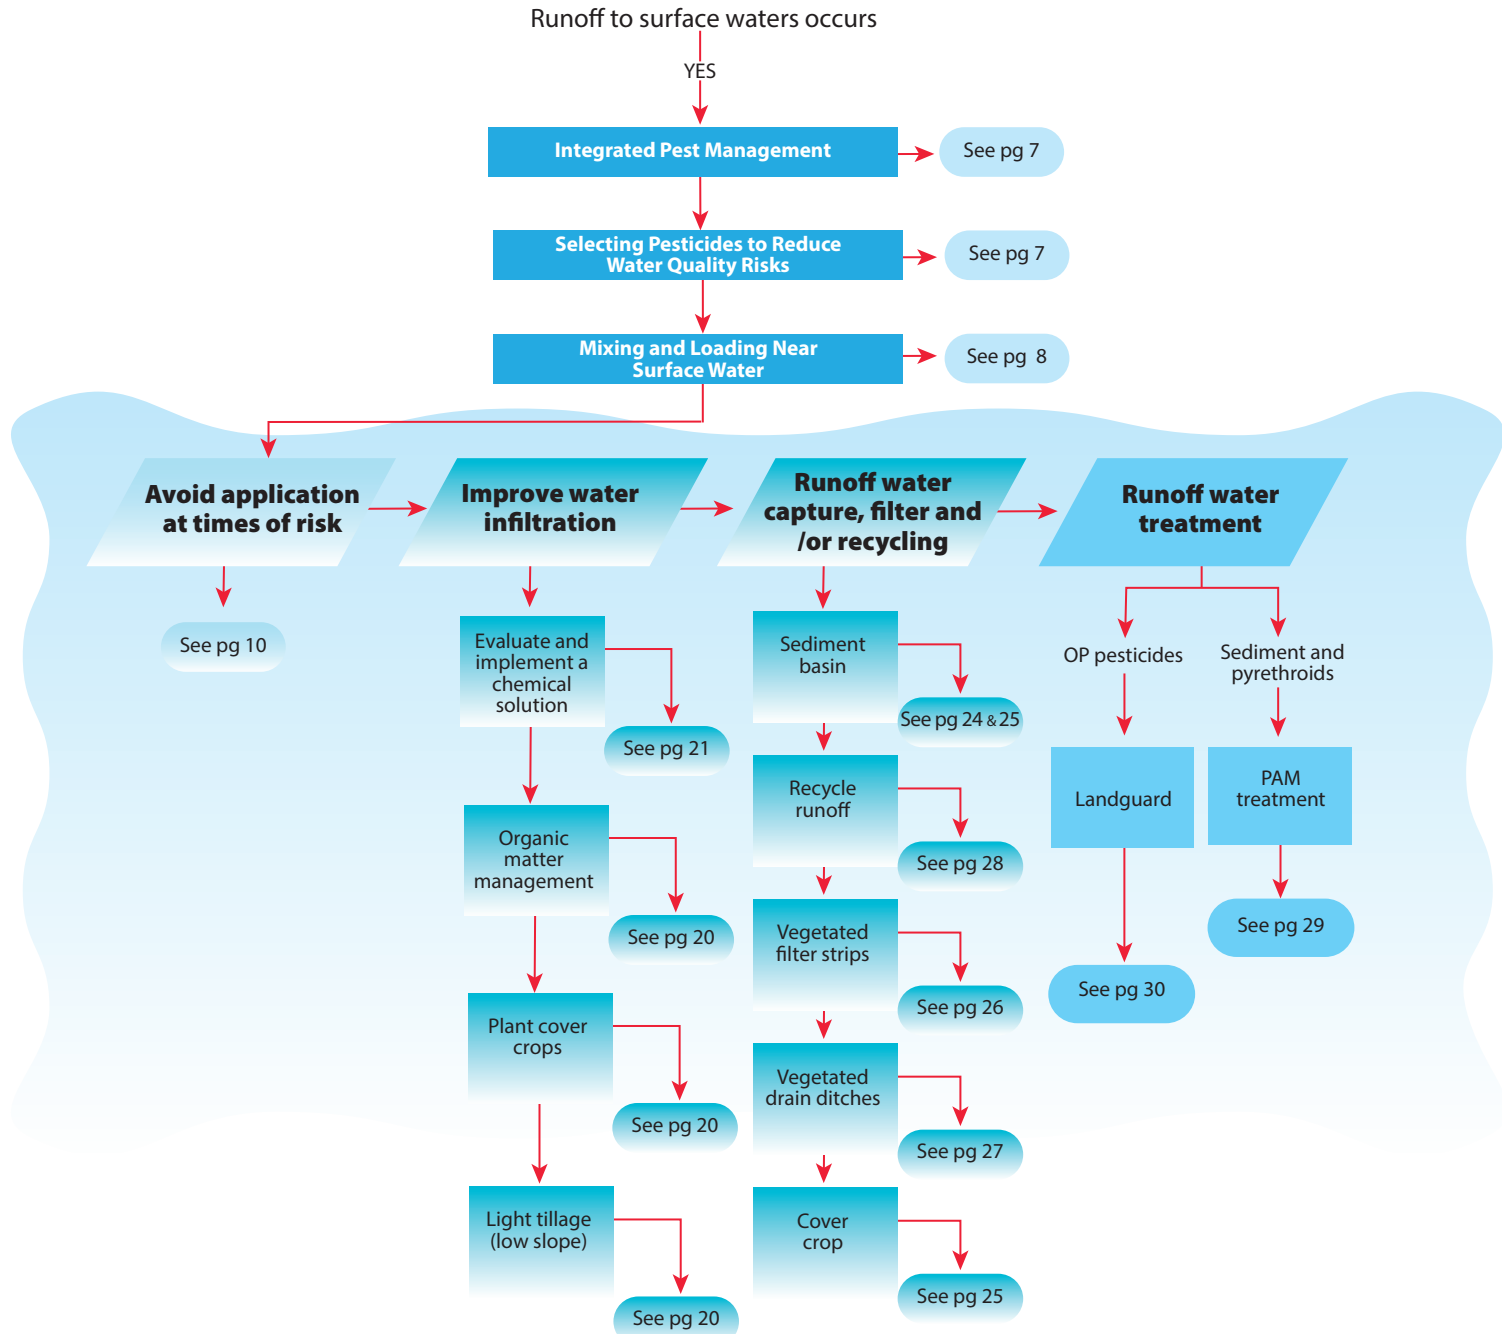 Runoff to surface waters occurs
YES
Integrated Pest Management
See pg 7
Selecting Pesticides to Reduce
Water Quality Risks
See pg 7
Mixing and Loading Near
Surface Water
See pg 8
Avoid application
at times of risk
See pg 10
Improve water
infiltration
Evaluate and
implement a
chemical
solution
See pg 21
Organic
matter
management
See pg 20
Plant cover
crops
See pg 20
Light tillage
(low slope)
See pg 20
Runoff water
capture, filter and
/or recycling
Sediment
basin
See pg 24 & 25
Recycle
runoff
See pg 28
Vegetated
filter strips
See pg 26
Vegetated
drain ditches
See pg 27
Cover
crop
See pg 25
Runoff water
treatment
OP pesticides
Landguard
See pg 30
Sediment and
pyrethroids
PAM
treatment
See pg 29